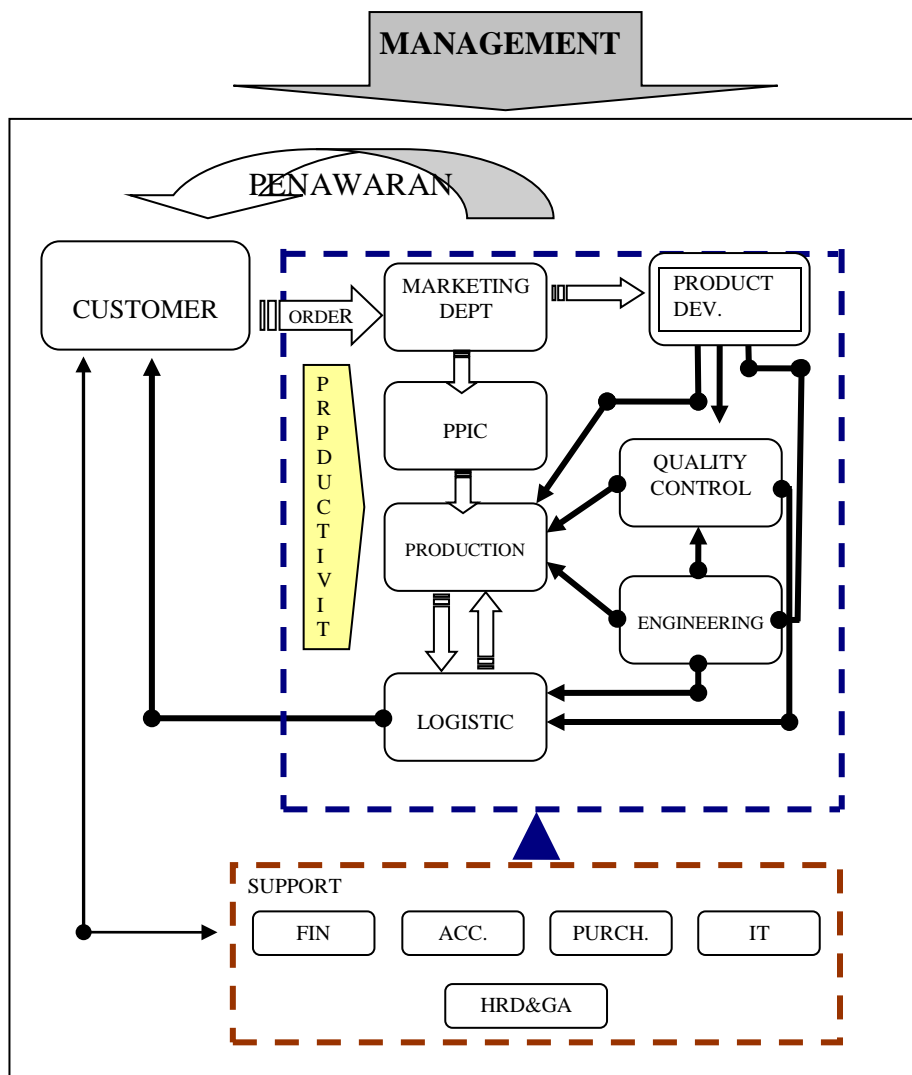 MANAGEMENT
PENAWARAN
CUSTOMER
ORDER
MARKETING
DEPT
PRODUCT
DEV.
P
R
P
D
U
C
T
I
V
I
T
PPIC
QUALITY
CONTROL
PRODUCTION
ENGINEERING
LOGISTIC
SUPPORT
FIN
ACC.
PURCH.
IT
HRD&GA